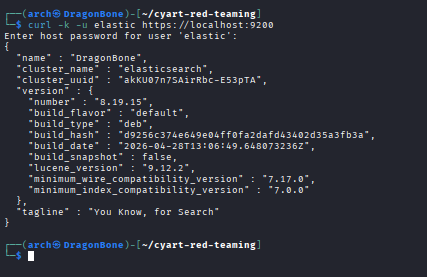 ┌──(arch㉿DragonBone)-[~/cyart-red-teaming]
└─$ curl -k -u elastic https://localhost:9200
Enter host password for user 'elastic':
{
  "name" : "DragonBone",
  "cluster_name" : "elasticsearch",
  "cluster_uuid" : "akKU07n7SAirRbc-E53pTA",
  "version" : {
    "number" : "8.19.15",
    "build_flavor" : "default",
    "build_type" : "deb",
    "build_hash" : "d9256c374e649e04ff0fa2dafd43402d35a3fb3a",
    "build_date" : "2026-04-28T13:06:49.648073236Z",
    "build_snapshot" : false,
    "lucene_version" : "9.12.2",
    "minimum_wire_compatibility_version" : "7.17.0",
    "minimum_index_compatibility_version" : "7.0.0"
  },
  "tagline" : "You Know, for Search"
}
┌──(arch㉿DragonBone)-[~/cyart-red-teaming]
└─$